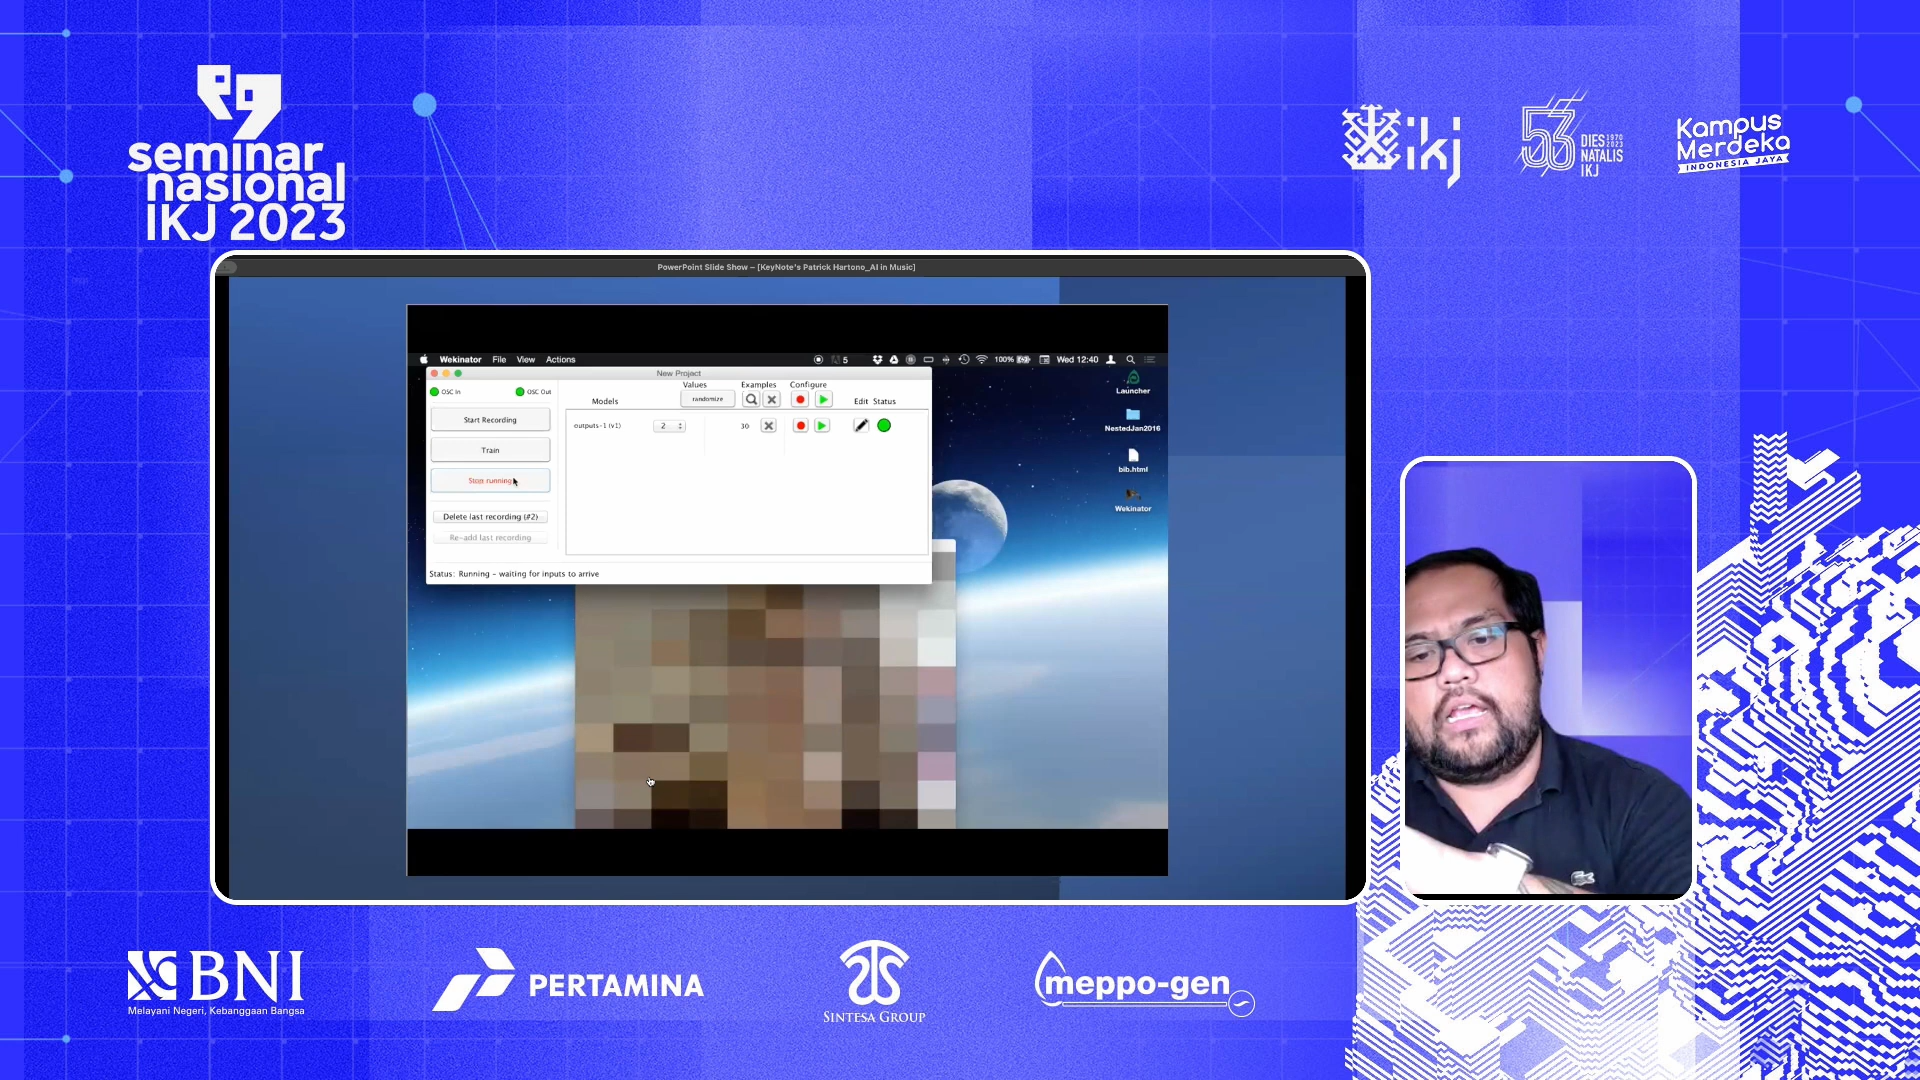 seminar
nasional
IKJ 2023
ikj
53
DIES 1970 2023
NATALIS
IKJ
Kampus
Merdeka
INDONESIA JAYA
PowerPoint Slide Show – [KeyNote's Patrick Hartono_AI in Music]
Wekinator File View Actions
5
100%
Wed 12:40
New Project
OSC In
OSC Out
Values
Examples
Configure
Models
randomize
Edit
Status
Start Recording
outputs-1 (v1)
2
30
Train
Stop running
Delete last recording (#2)
Re-add last recording
Status: Running – waiting for inputs to arrive
Launcher
NestedJan2016
bib.html
Wekinator
BNI
Melayani Negeri, Kebanggaan Bangsa
PERTAMINA
SINTESA GROUP
meppo-gen